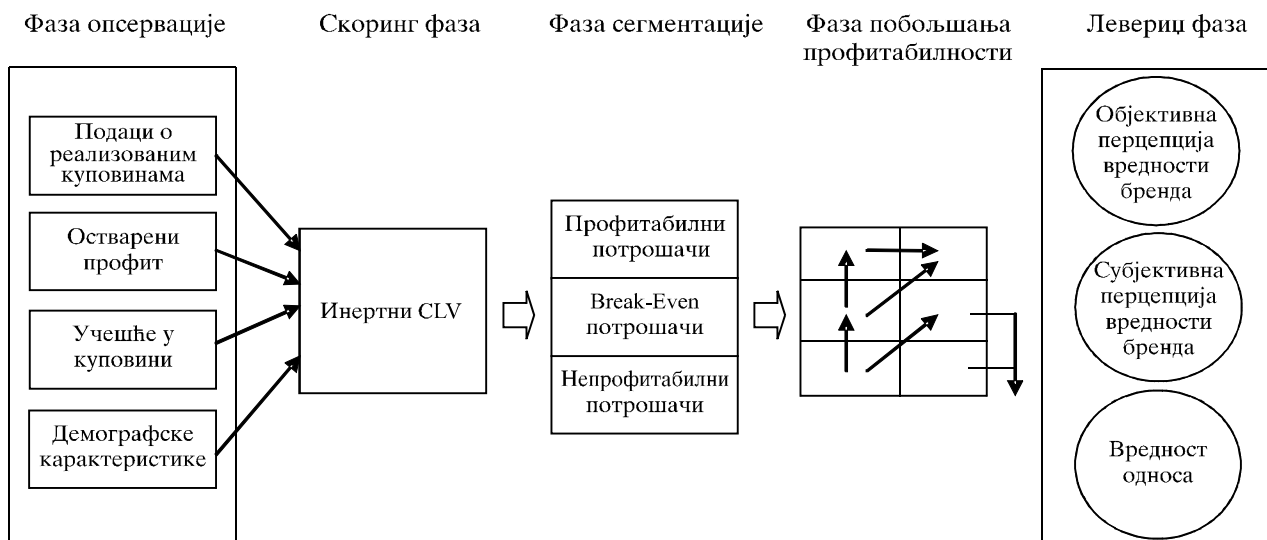 Фаза опсервације
Скоринг фаза
Фаза сегментације
Фаза побољшања
профитабилности
Левериџ фаза
Подаци о
реализованим
куповинама
Остварени
профит
Учешће у
куповини
Демографске
карактеристике
Инертни CLV
Профитабилни
потрошачи
Break-Even
потрошачи
Непрофитабилни
потрошачи
Објективна
перцепција
вредности
бренда
Субјективна
перцепција
вредности
бренда
Вредност
односа